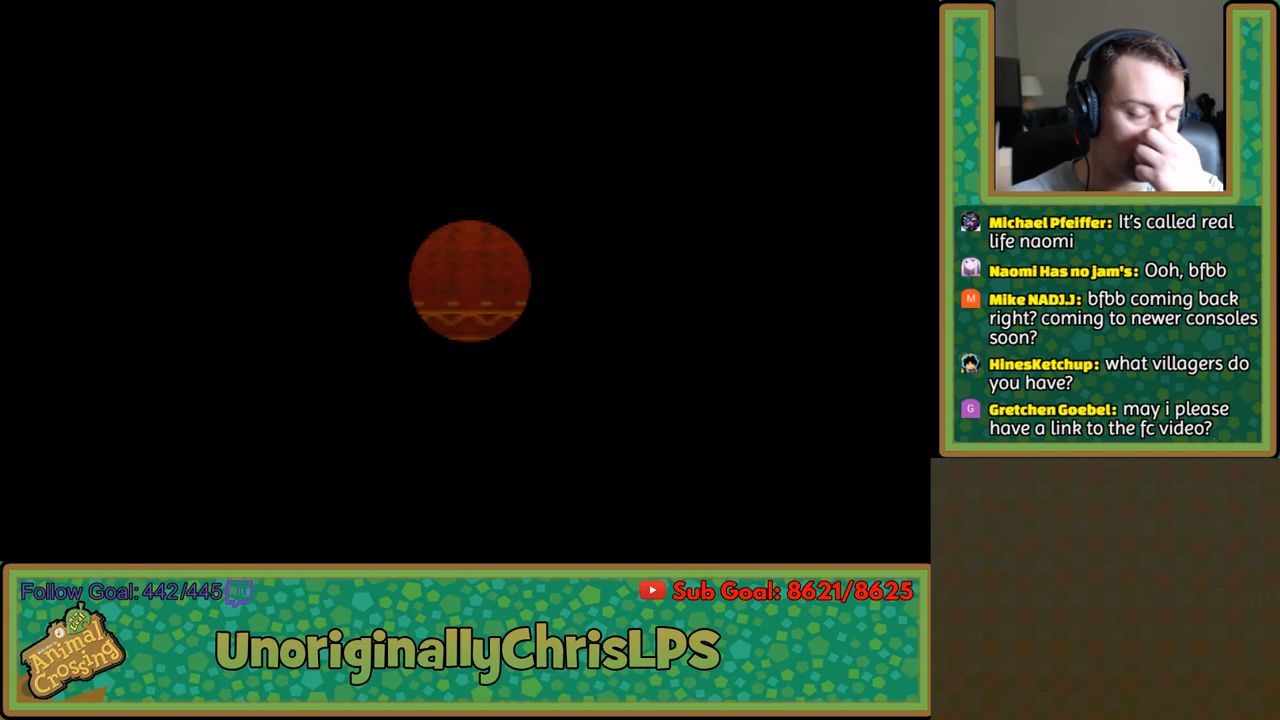 Michael Pfeiffer: It's called real
life naomi
Naomi Has no jam's: Ooh, bfbb
M
Mike NADJ.J: bfbb coming back
right? coming to newer consoles
soon?
HinesKetchup: what villagers do
you have?
G
Gretchen Goebel: may i please
have a link to the fc video?
Follow Goal: 442/445
Sub Goal: 8621/8625
Animal
Crossing
UnoriginallyChrisLPS